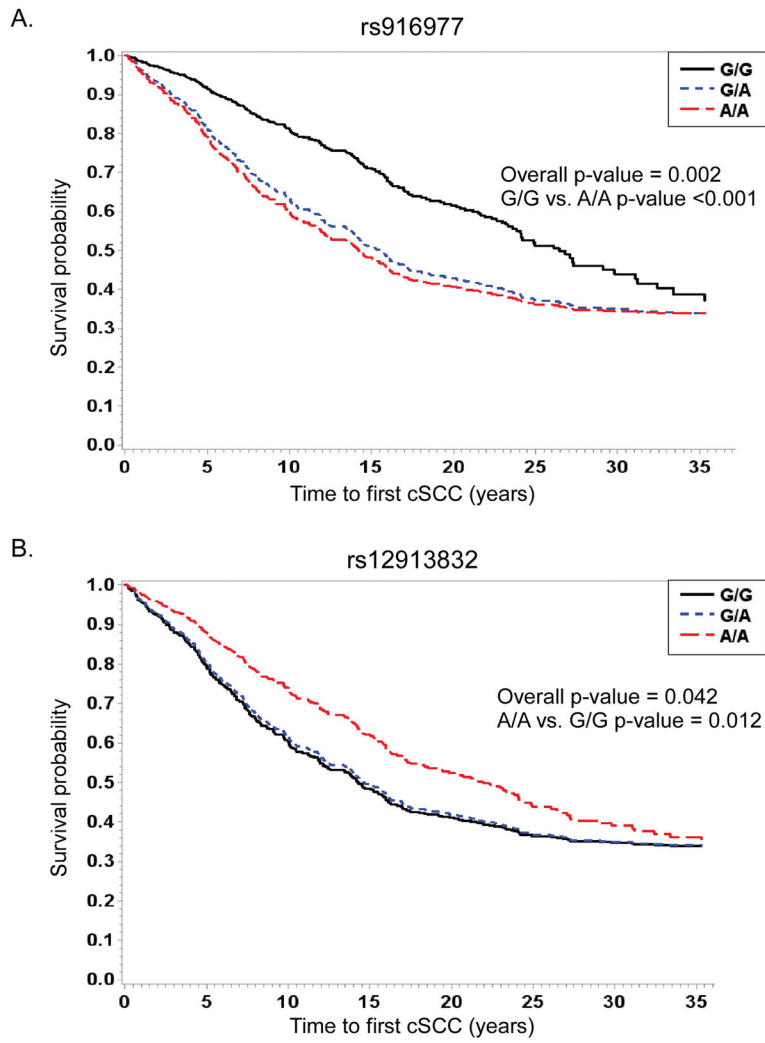 A.
rs916977
1.0
0.9
0.8
0.7
0.6
0.5
0.4
0.3
0.2
0.1
0.0
Survival probability
G/G
G/A
A/A
Overall p-value = 0.002
G/G vs. A/A p-value <0.001
0 5 10 15 20 25 30 35
Time to first cSCC (years)
B.
rs12913832
1.0
0.9
0.8
0.7
0.6
0.5
0.4
0.3
0.2
0.1
0.0
Survival probability
G/G
G/A
A/A
Overall p-value = 0.042
A/A vs. G/G p-value = 0.012
0 5 10 15 20 25 30 35
Time to first cSCC (years)